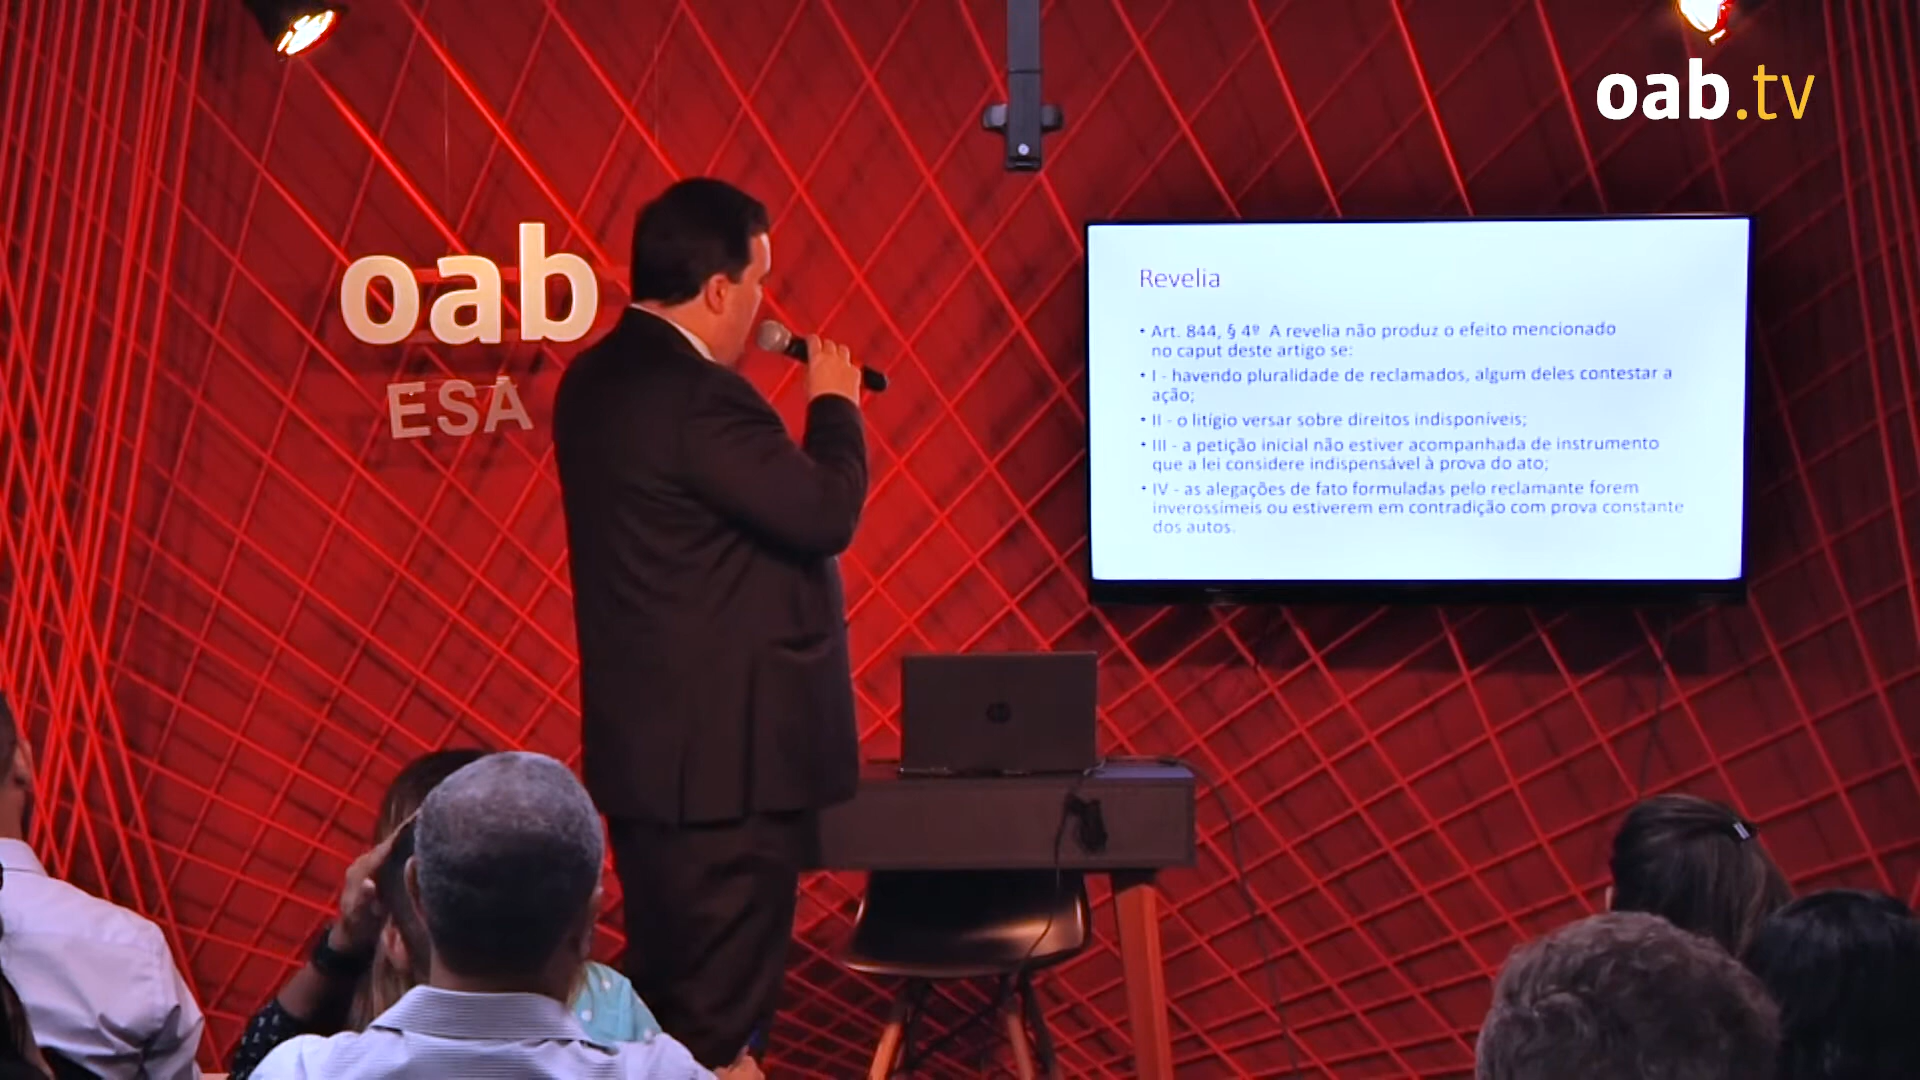 oab.tv
oab
ESA
Revelia
• Art. 844, § 4º A revelia não produz o efeito mencionado
no caput deste artigo se:
• I - havendo pluralidade de reclamados, algum deles contestar a
ação;
• II - o litígio versar sobre direitos indisponíveis;
• III - a petição inicial não estiver acompanhada de instrumento
que a lei considere indispensável à prova do ato;
• IV - as alegações de fato formuladas pelo reclamante forem
inverossímeis ou estiverem em contradição com prova constante
dos autos.